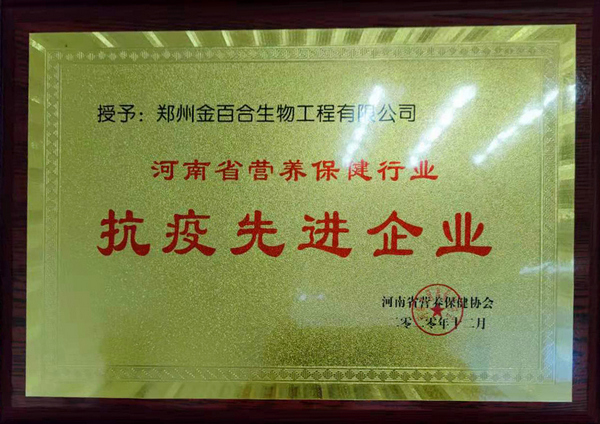 授予：郑州金百合生物工程有限公司
河南省营养保健行业
抗疫先进企业
河南省营养保健协会
二零二零年十二月